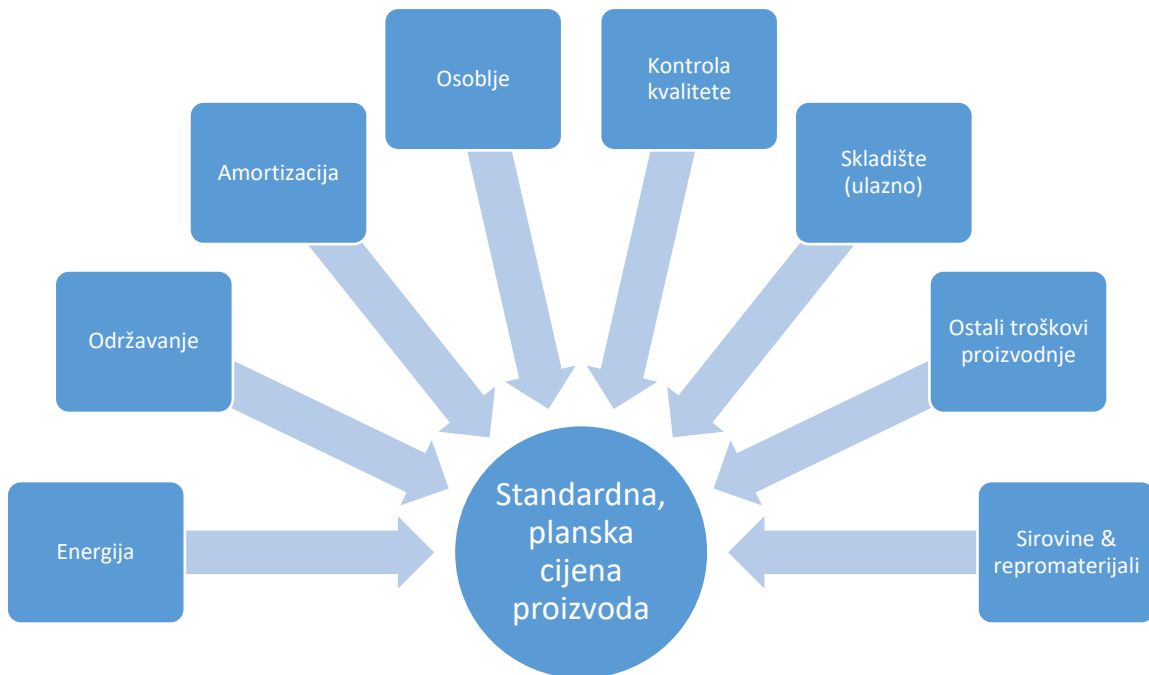 Osoblje
Kontrola
kvalitete
Amortizacija
Skladište
(ulazno)
Održavanje
Ostali troškovi
proizvodnje
Energija
Standardna,
planska
cijena
proizvoda
Sirovine &
repromaterijali